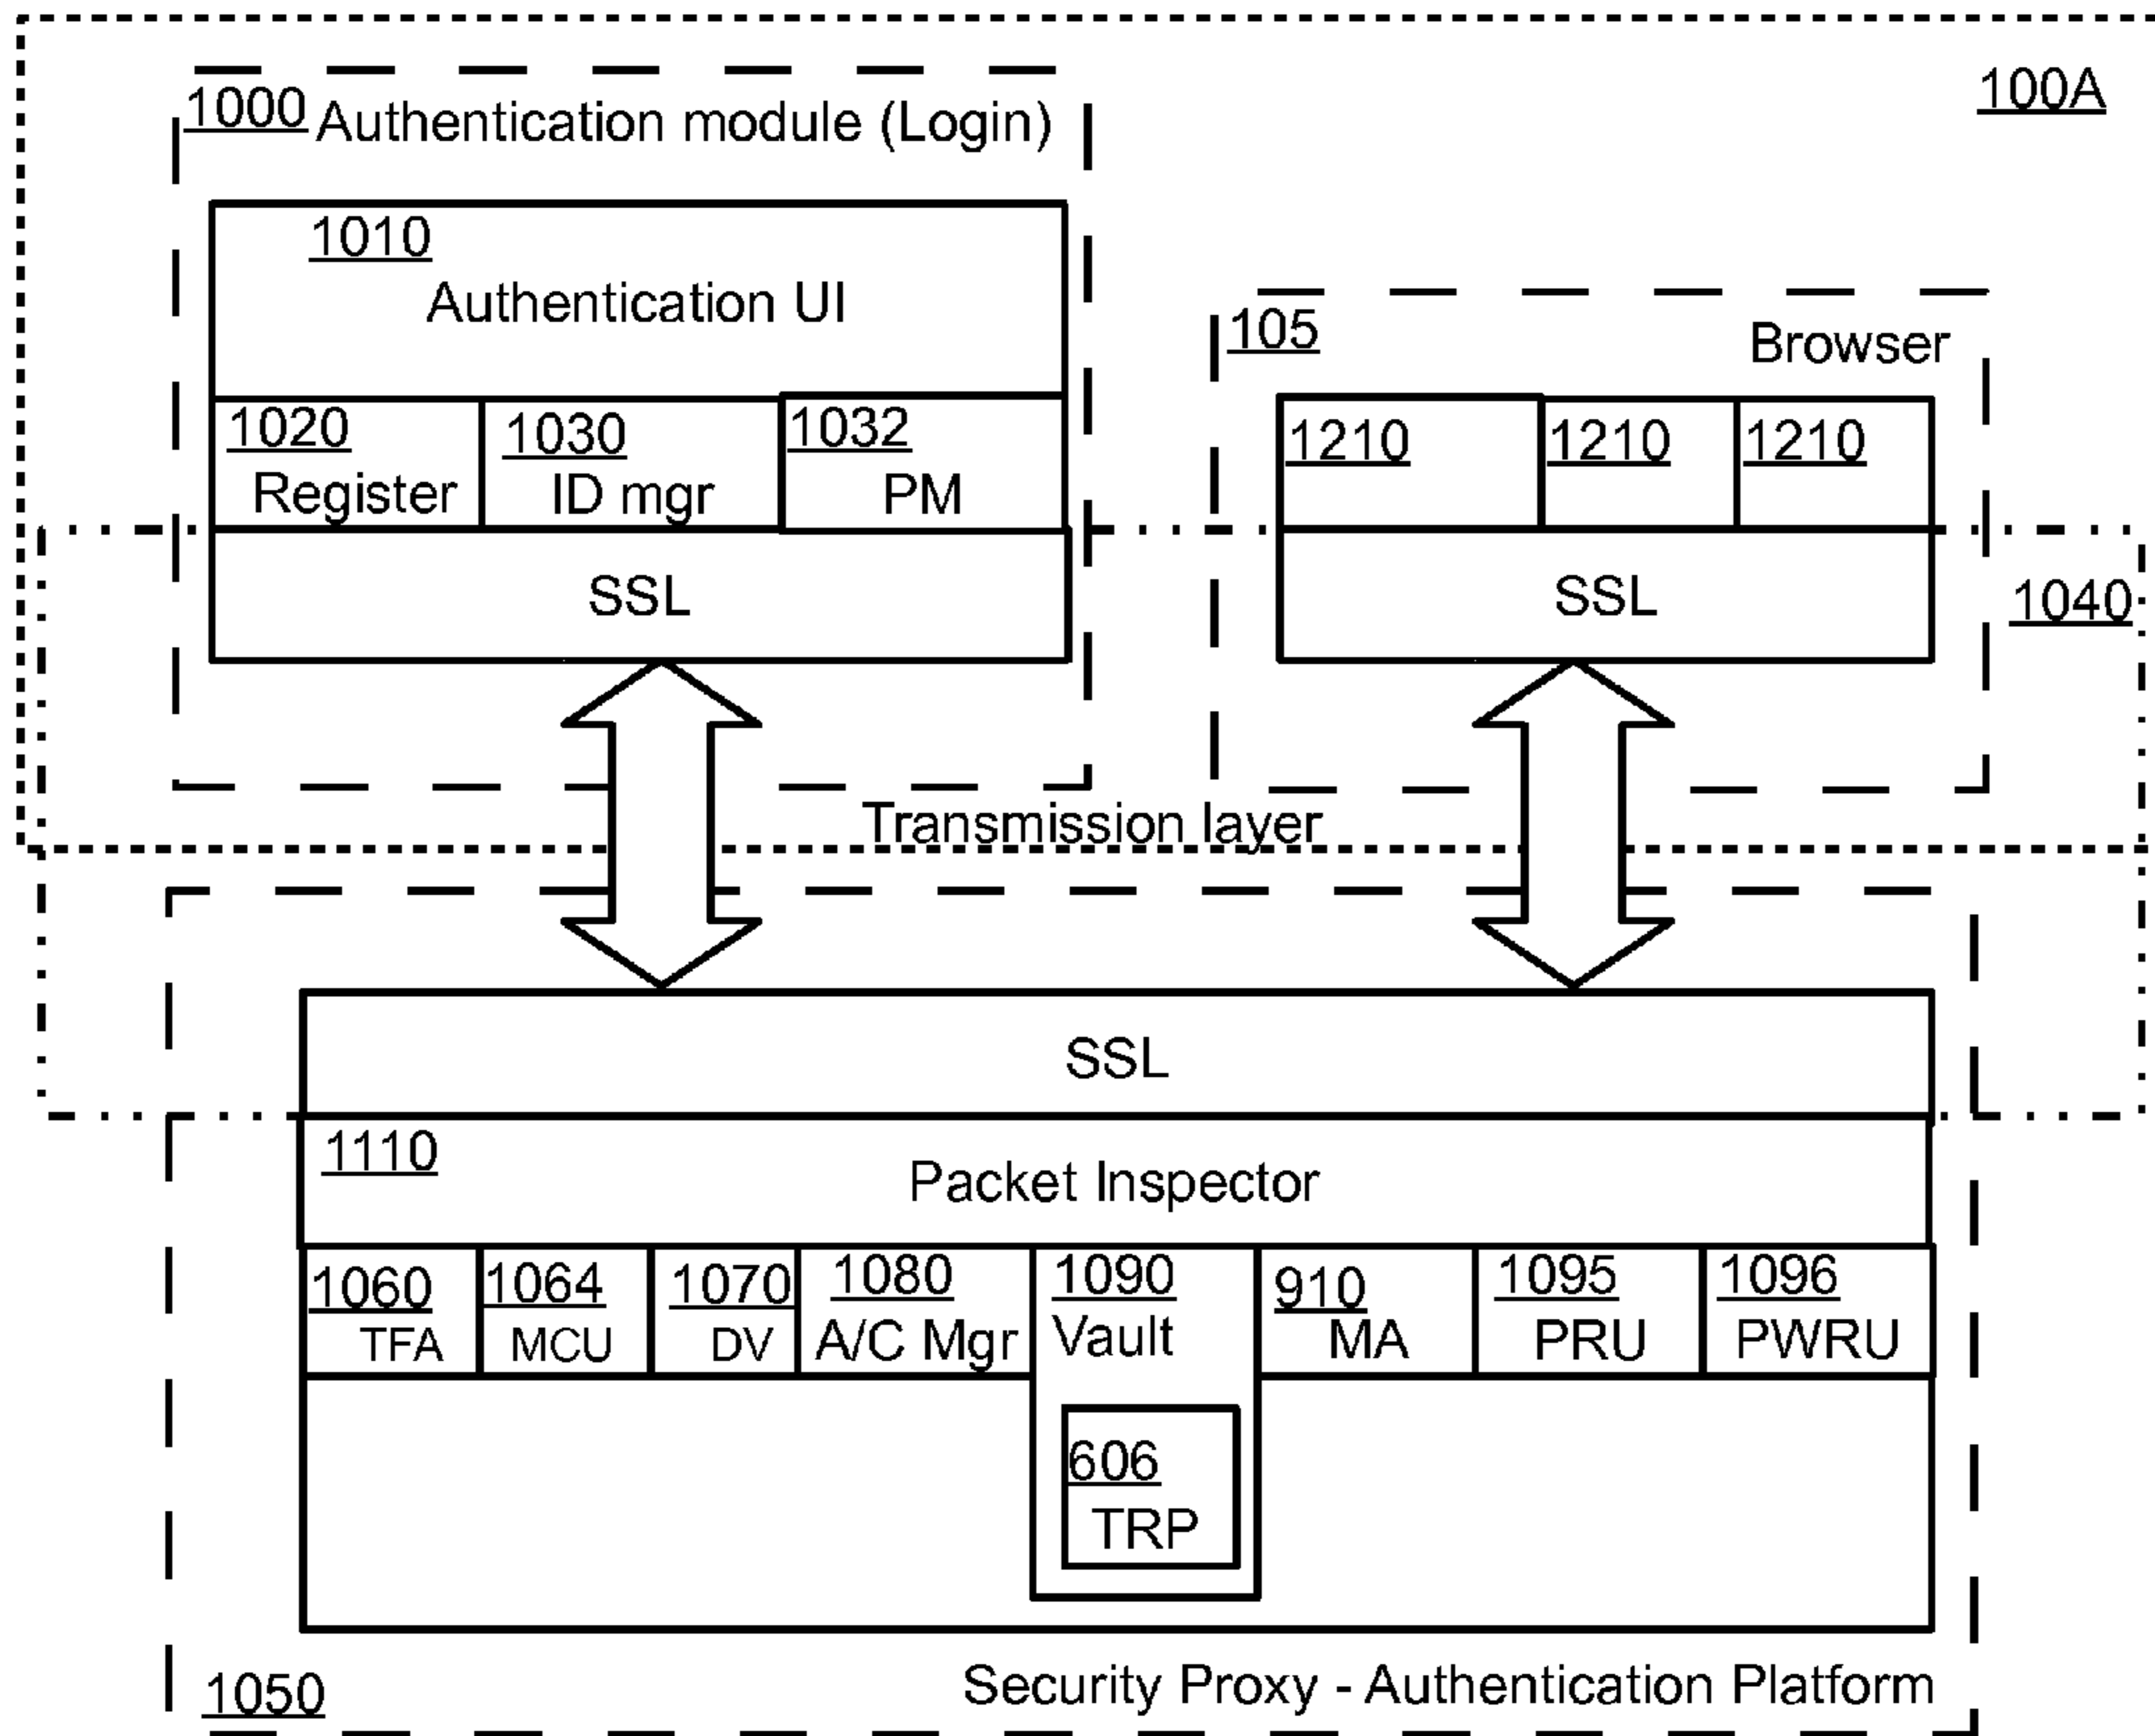 100A
1000 Authentication module (Login)
1010
Authentication UI
1020
Register
1030
ID mgr
1032
PM
SSL
105
Browser
1210
1210
1210
SSL
1040
Transmission layer
SSL
1110
Packet Inspector
1060
TFA
1064
MCU
1070
DV
1080
A/C Mgr
1090
Vault
910
MA
1095
PRU
1096
PWRU
606
TRP
1050
Security Proxy - Authentication Platform